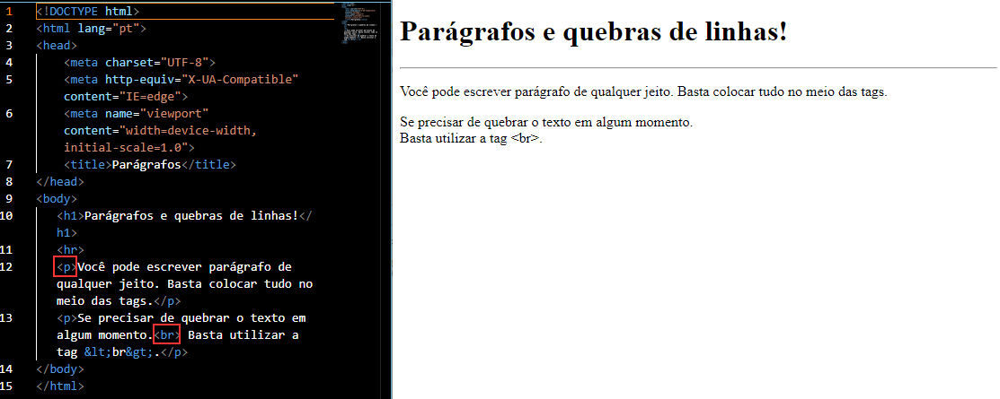 1 <!DOCTYPE html>
2 <html lang="pt">
3 <head>
4 <meta charset="UTF-8">
5 <meta http-equiv="X-UA-Compatible"
content="IE=edge">
6 <meta name="viewport"
content="width=device-width,
initial-scale=1.0">
7 <title>Parágrafos</title>
8 </head>
9 <body>
10 <h1>Parágrafos e quebras de linhas!</
h1>
11 <hr>
12 <p>Você pode escrever parágrafo de
qualquer jeito. Basta colocar tudo no
meio das tags.</p>
13 <p>Se precisar de quebrar o texto em
algum momento.<br> Basta utilizar a
tag &lt;br&gt;.</p>
14 </body>
15 </html>
Parágrafos e quebras de linhas!
Você pode escrever parágrafo de qualquer jeito. Basta colocar tudo no meio das tags.
Se precisar de quebrar o texto em algum momento.
Basta utilizar a tag <br>.